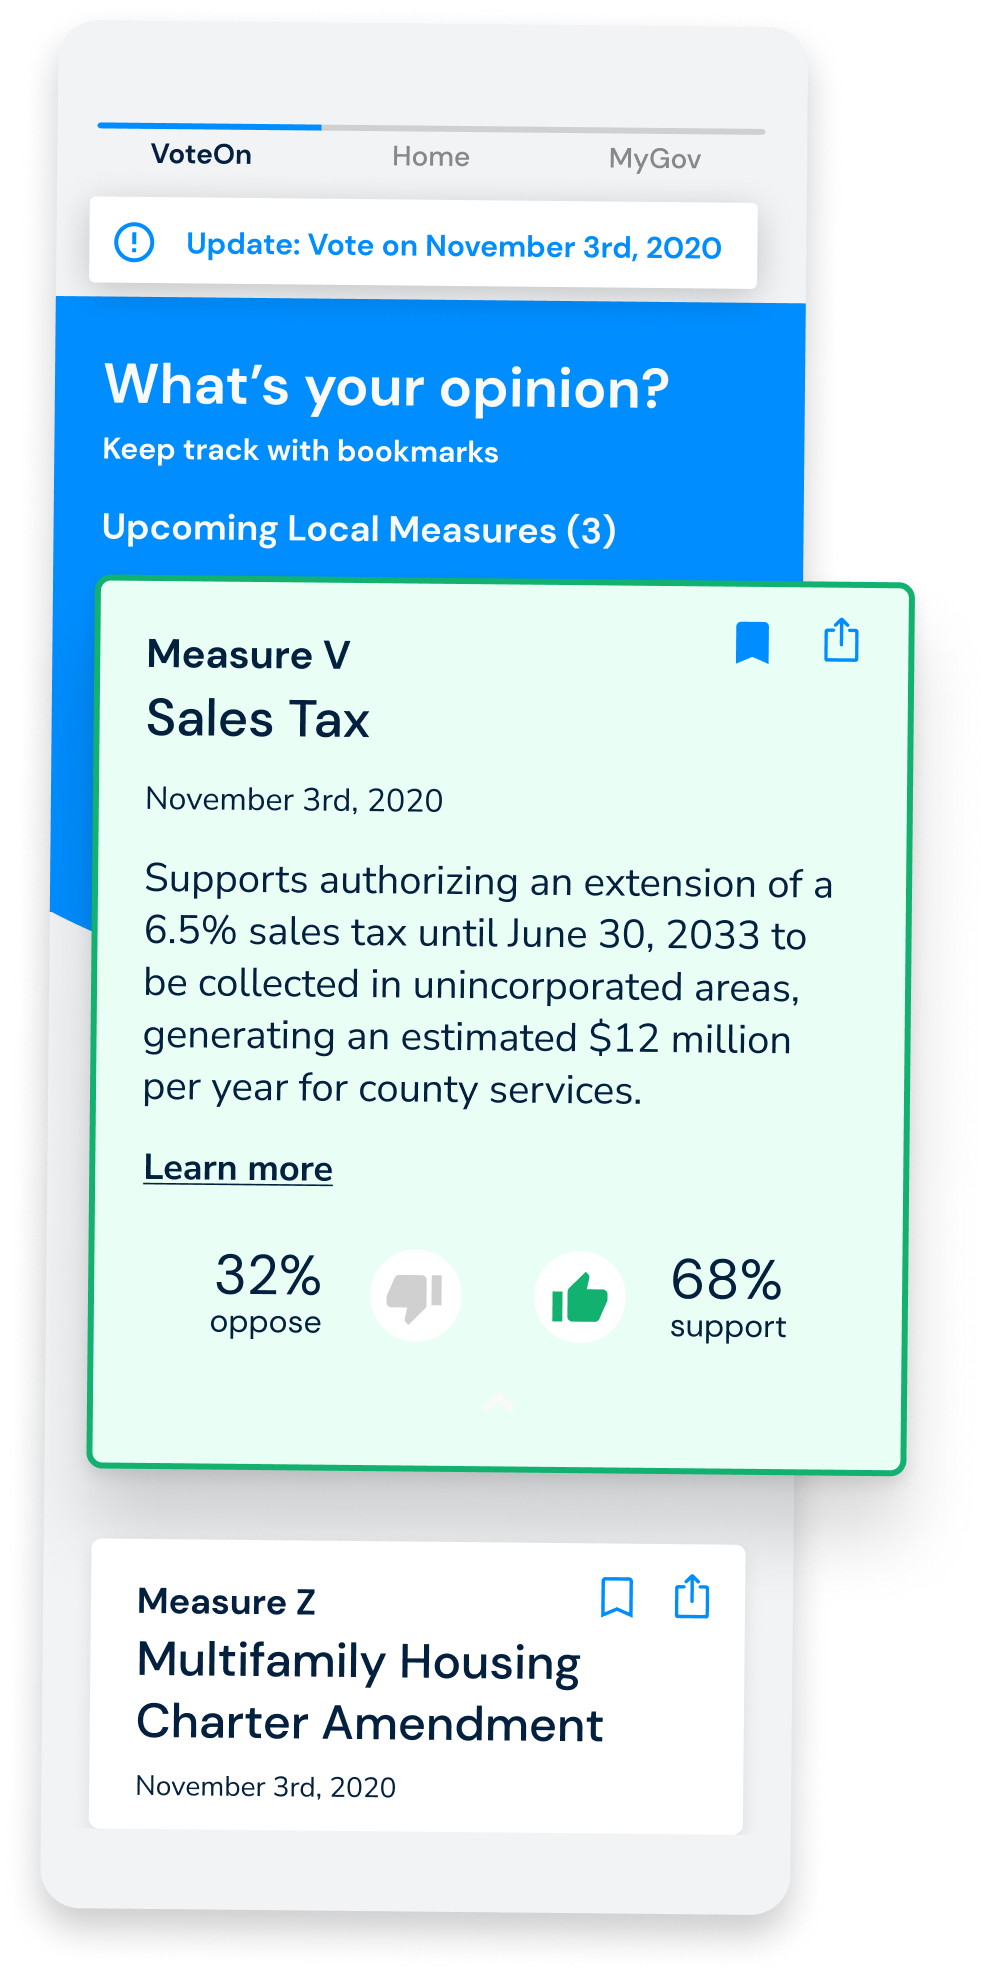 VoteOn Home MyGov
Update: Vote on November 3rd, 2020
What’s your opinion?
Keep track with bookmarks
Upcoming Local Measures (3)
Measure V
Sales Tax
November 3rd, 2020
Supports authorizing an extension of a
6.5% sales tax until June 30, 2033 to
be collected in unincorporated areas,
generating an estimated $12 million
per year for county services.
Learn more
32% 68%
oppose support
Measure Z
Multifamily Housing
Charter Amendment
November 3rd, 2020